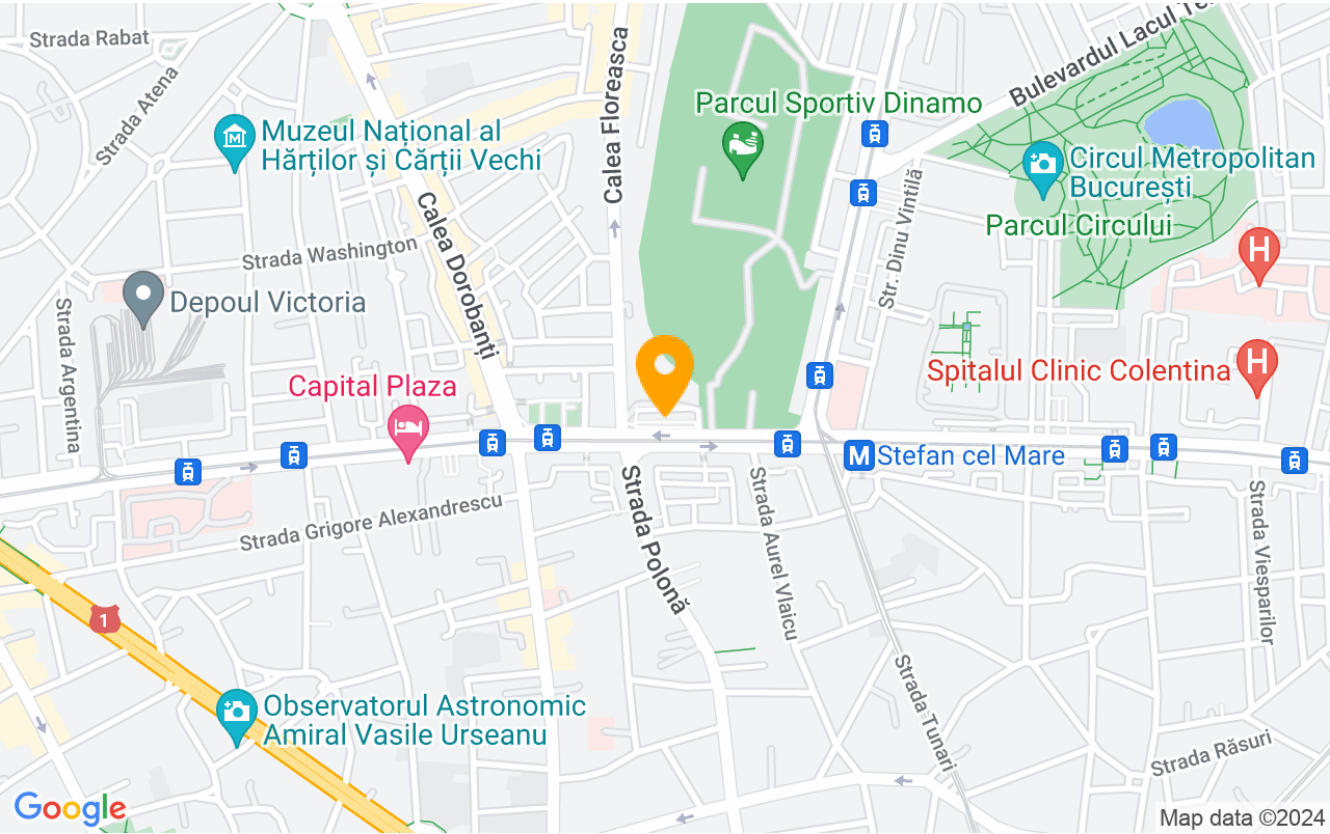 Strada Rabat
Strada Atena
Calea Floreasca
Bulevardul Lacul Te
Parcul Sportiv Dinamo
Muzeul Național al
Hărților și Cărții Vechi
Circul Metropolitan
București
Parcul Circului
Calea Dorobanți
Str. Dinu Vintilă
Strada Washington
H
Depoul Victoria
Strada Argentina
Capital Plaza
Spitalul Clinic Colentina
H
M Stefan cel Mare
Strada Grigore Alexandrescu
Strada Polonă
Strada Aurel Vlaicu
Strada Viesparilor
1
Strada Tunari
Observatorul Astronomic
Amiral Vasile Urseanu
Strada Răsuri
Google
Map data ©2024